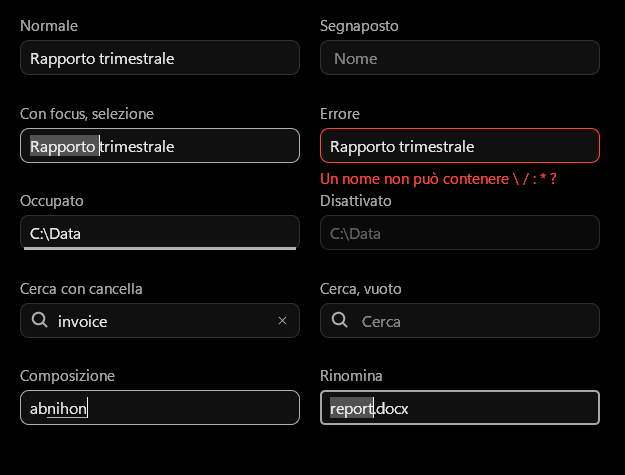 Normale
Segnaposto
Rapporto trimestrale
Nome
Con focus, selezione
Errore
Rapporto trimestrale
Rapporto trimestrale
Un nome non può contenere \ / : * ?
Occupato
Disattivato
C:\Data
C:\Data
Cerca con cancella
Cerca, vuoto
invoice
Cerca
Composizione
Rinomina
abnihon
report.docx